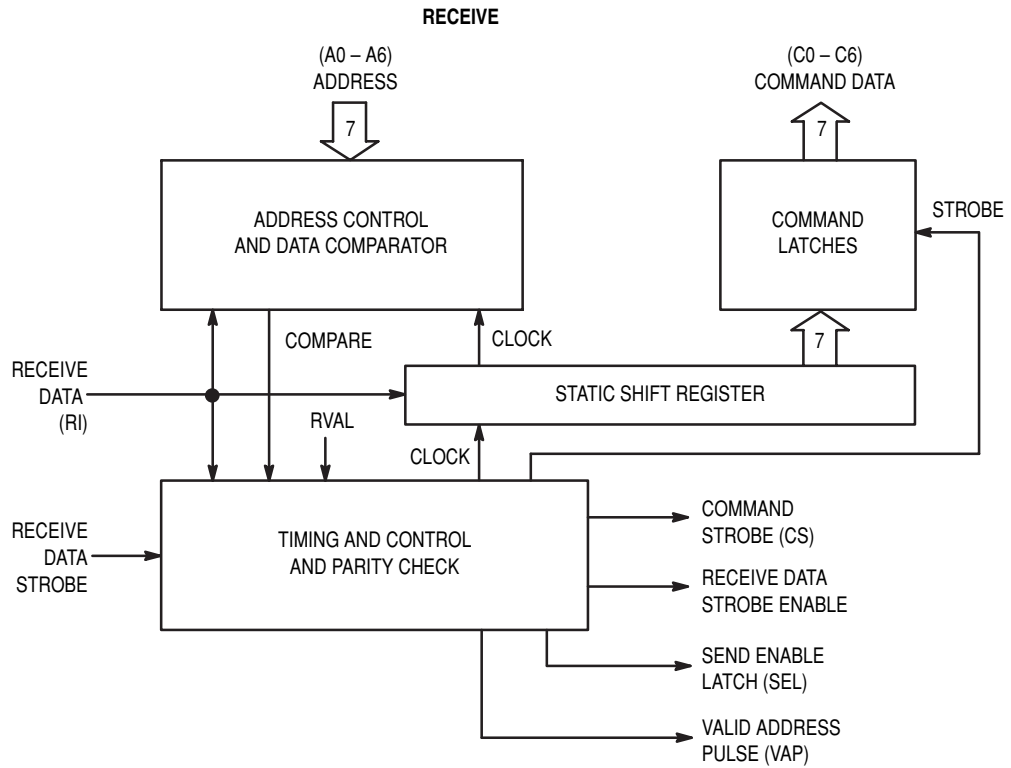 RECEIVE
(A0 – A6)
ADDRESS
7
(C0 – C6)
COMMAND DATA
7
ADDRESS CONTROL
AND DATA COMPARATOR
COMMAND
LATCHES
STROBE
COMPARE
CLOCK
7
RECEIVE
DATA
(RI)
STATIC SHIFT REGISTER
RVAL
CLOCK
RECEIVE
DATA
STROBE
TIMING AND CONTROL
AND PARITY CHECK
COMMAND
STROBE (CS)
RECEIVE DATA
STROBE ENABLE
SEND ENABLE
LATCH (SEL)
VALID ADDRESS
PULSE (VAP)